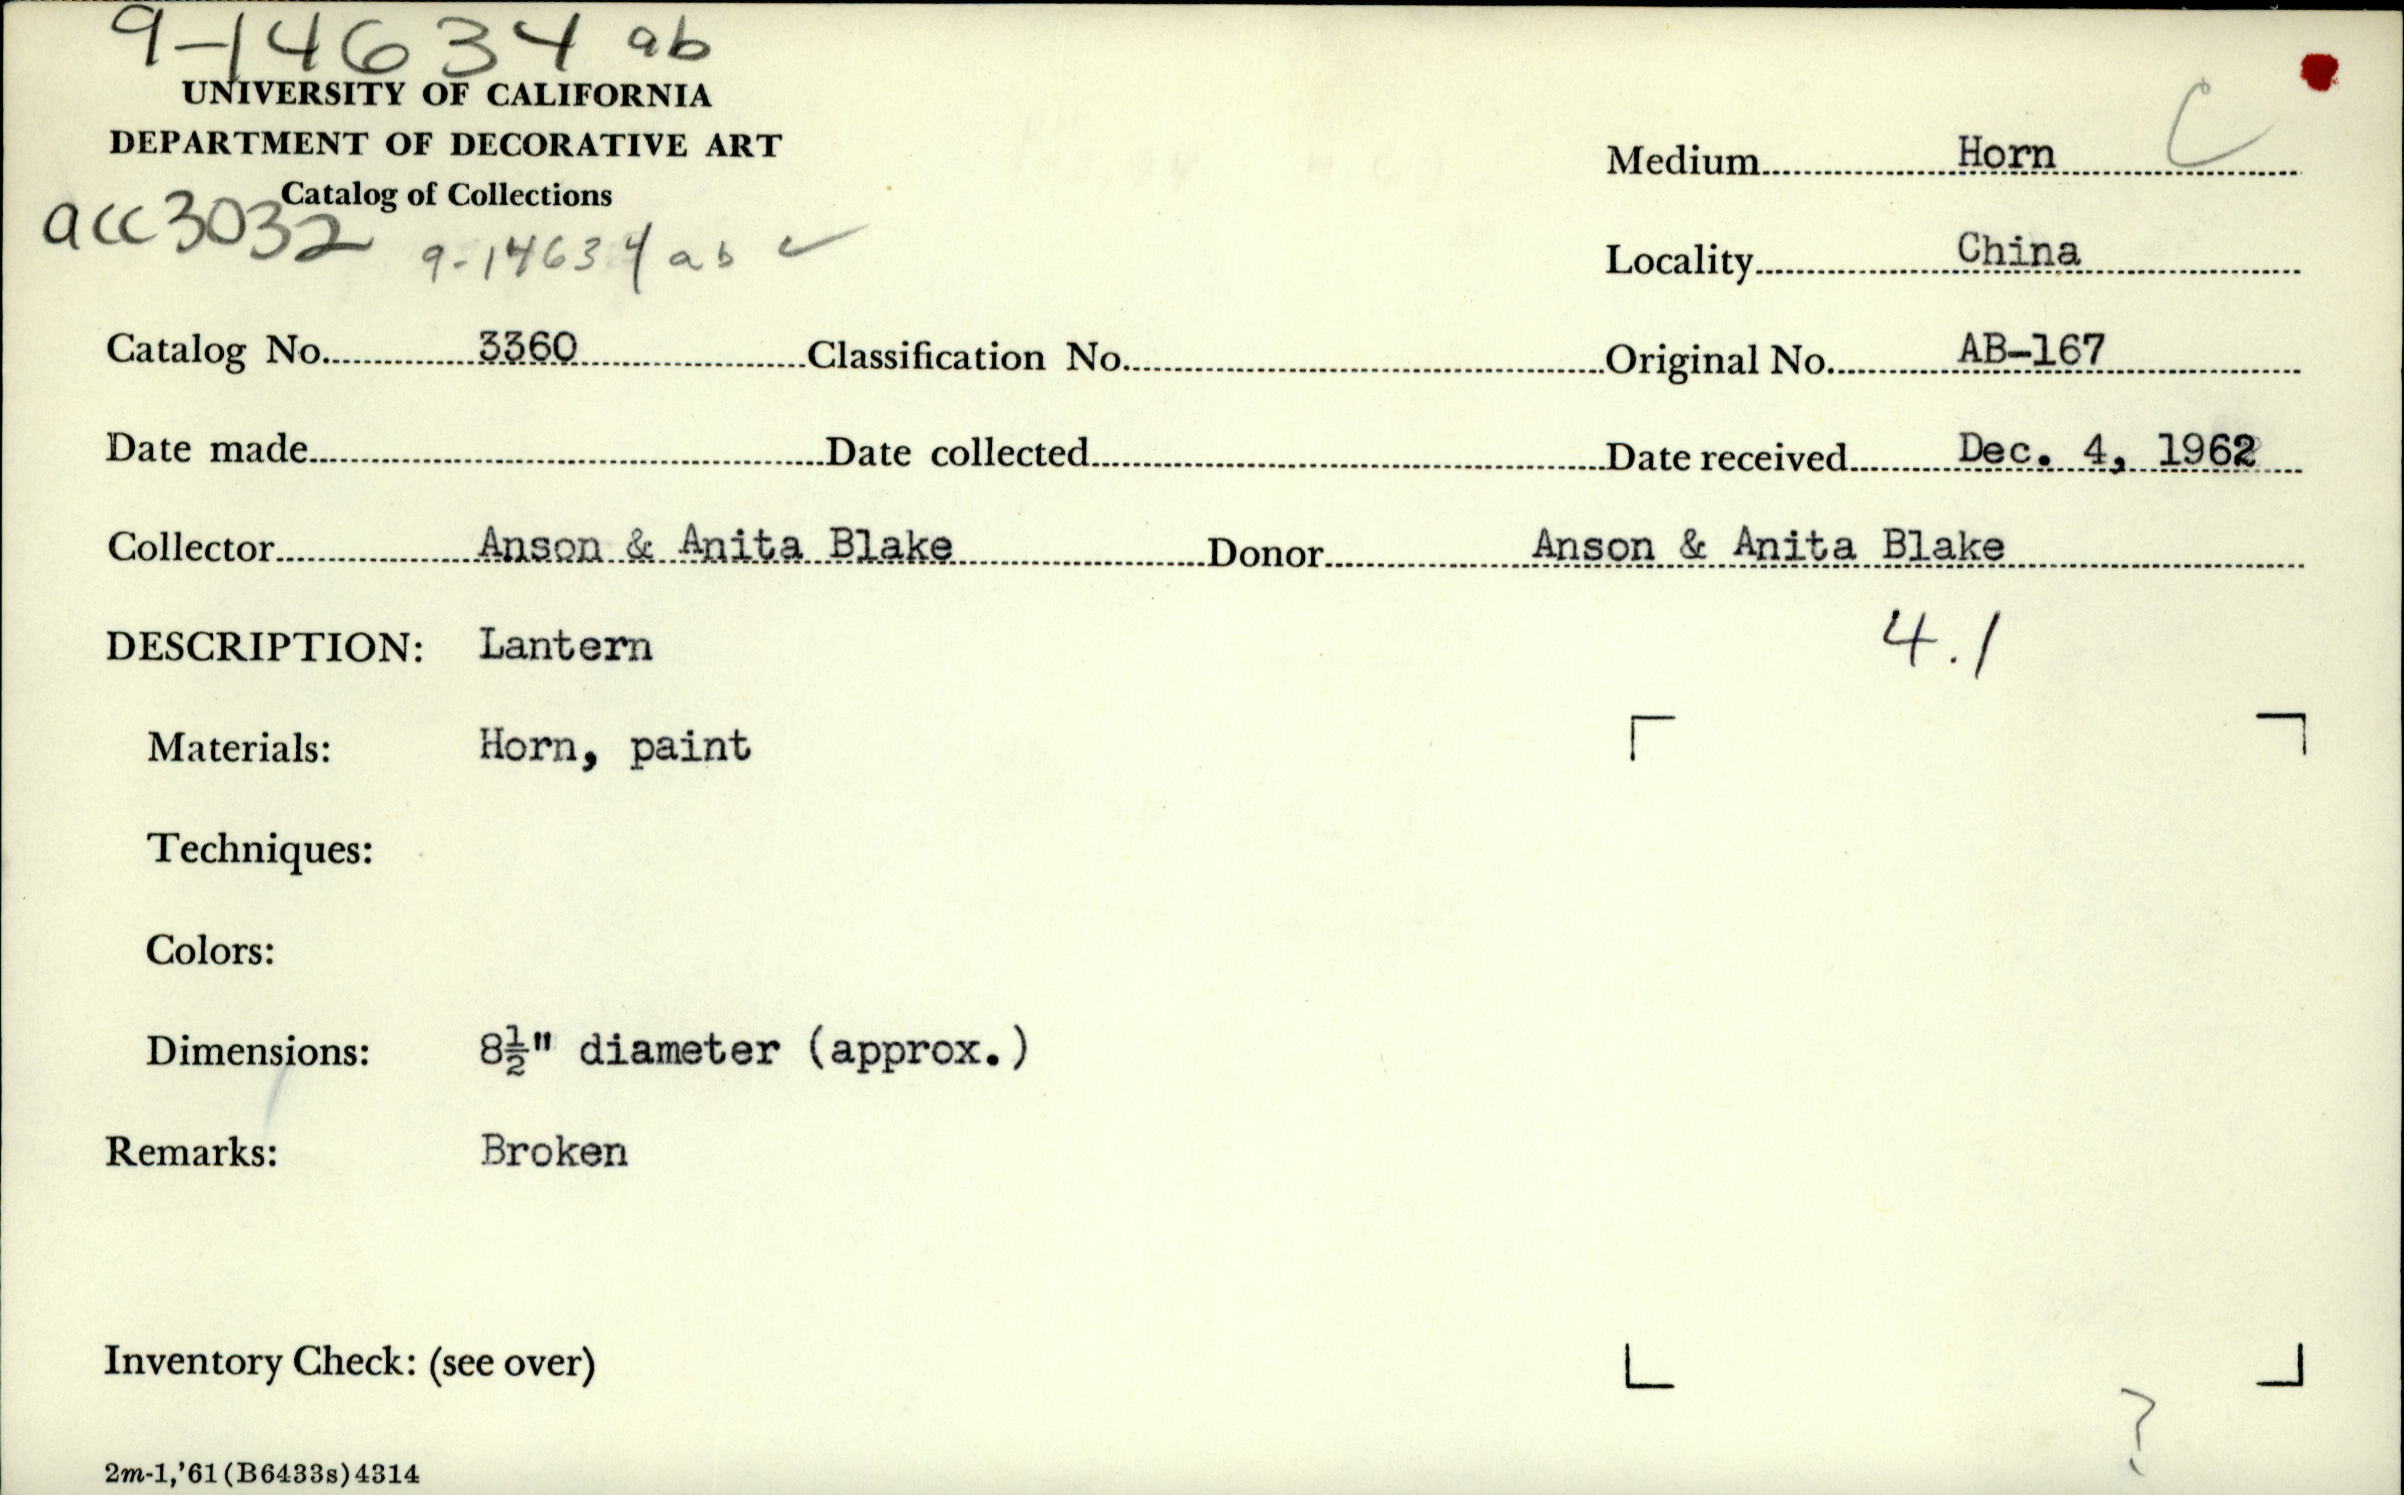 9-14634 ab
UNIVERSITY OF CALIFORNIA
DEPARTMENT OF DECORATIVE ART
Catalog of Collections
acc 3032
9-14634 ab ✓
C
Medium Horn
Locality China
Catalog No. 3360 Classification No. Original No. AB-167
Date made Date collected Date received Dec. 4, 1962
Collector Anson & Anita Blake Donor Anson & Anita Blake
DESCRIPTION: Lantern
4.1
Materials: Horn, paint
Techniques:
Colors:
Dimensions: 8½" diameter (approx.)
Remarks: Broken
Inventory Check: (see over)
?
2m-1,'61(B6433s)4314